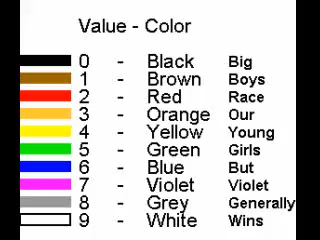 Value - Color
0 - Black Big
1 - Brown Boys
2 - Red Race
3 - Orange Our
4 - Yellow Young
5 - Green Girls
6 - Blue But
7 - Violet Violet
8 - Grey Generally
9 - White Wins